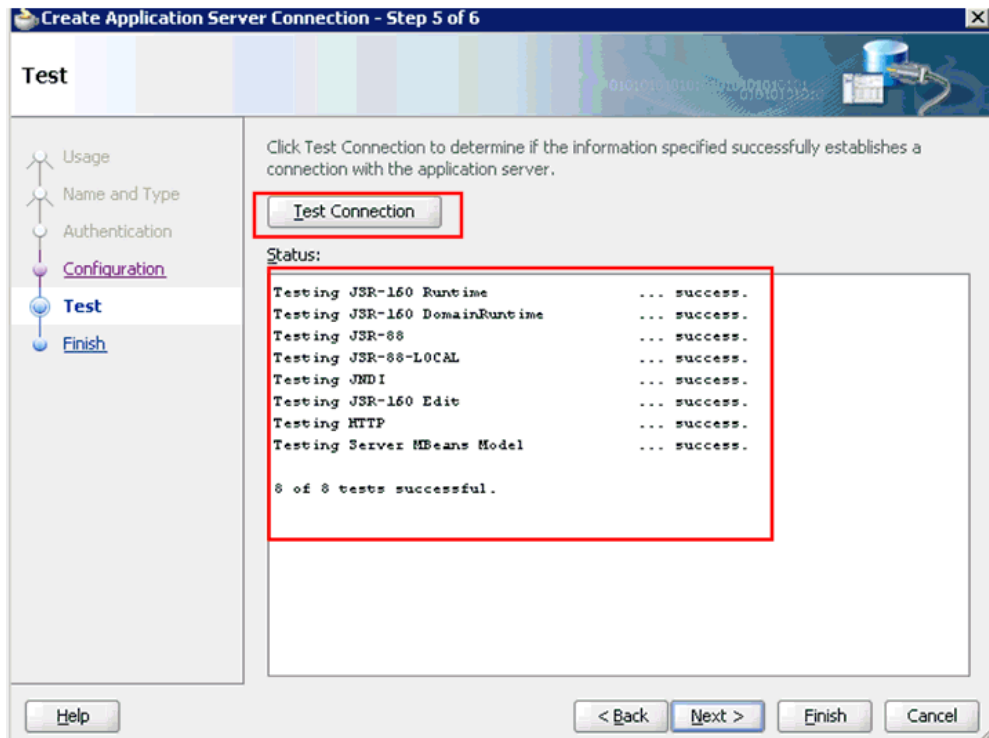 Create Application Server Connection - Step 5 of 6
Test
Usage
Name and Type
Authentication
Configuration
Test
Finish
Click Test Connection to determine if the information specified successfully establishes a
connection with the application server.
Test Connection
Status:
Testing JSR-160 Runtime ... success.
Testing JSR-160 DomainRuntime ... success.
Testing JSR-88 ... success.
Testing JSR-88-LOCAL ... success.
Testing JNDI ... success.
Testing JSR-160 Edit ... success.
Testing HTTP ... success.
Testing Server MBeans Model ... success.
8 of 8 tests successful.
Help
< Back
Next >
Finish
Cancel